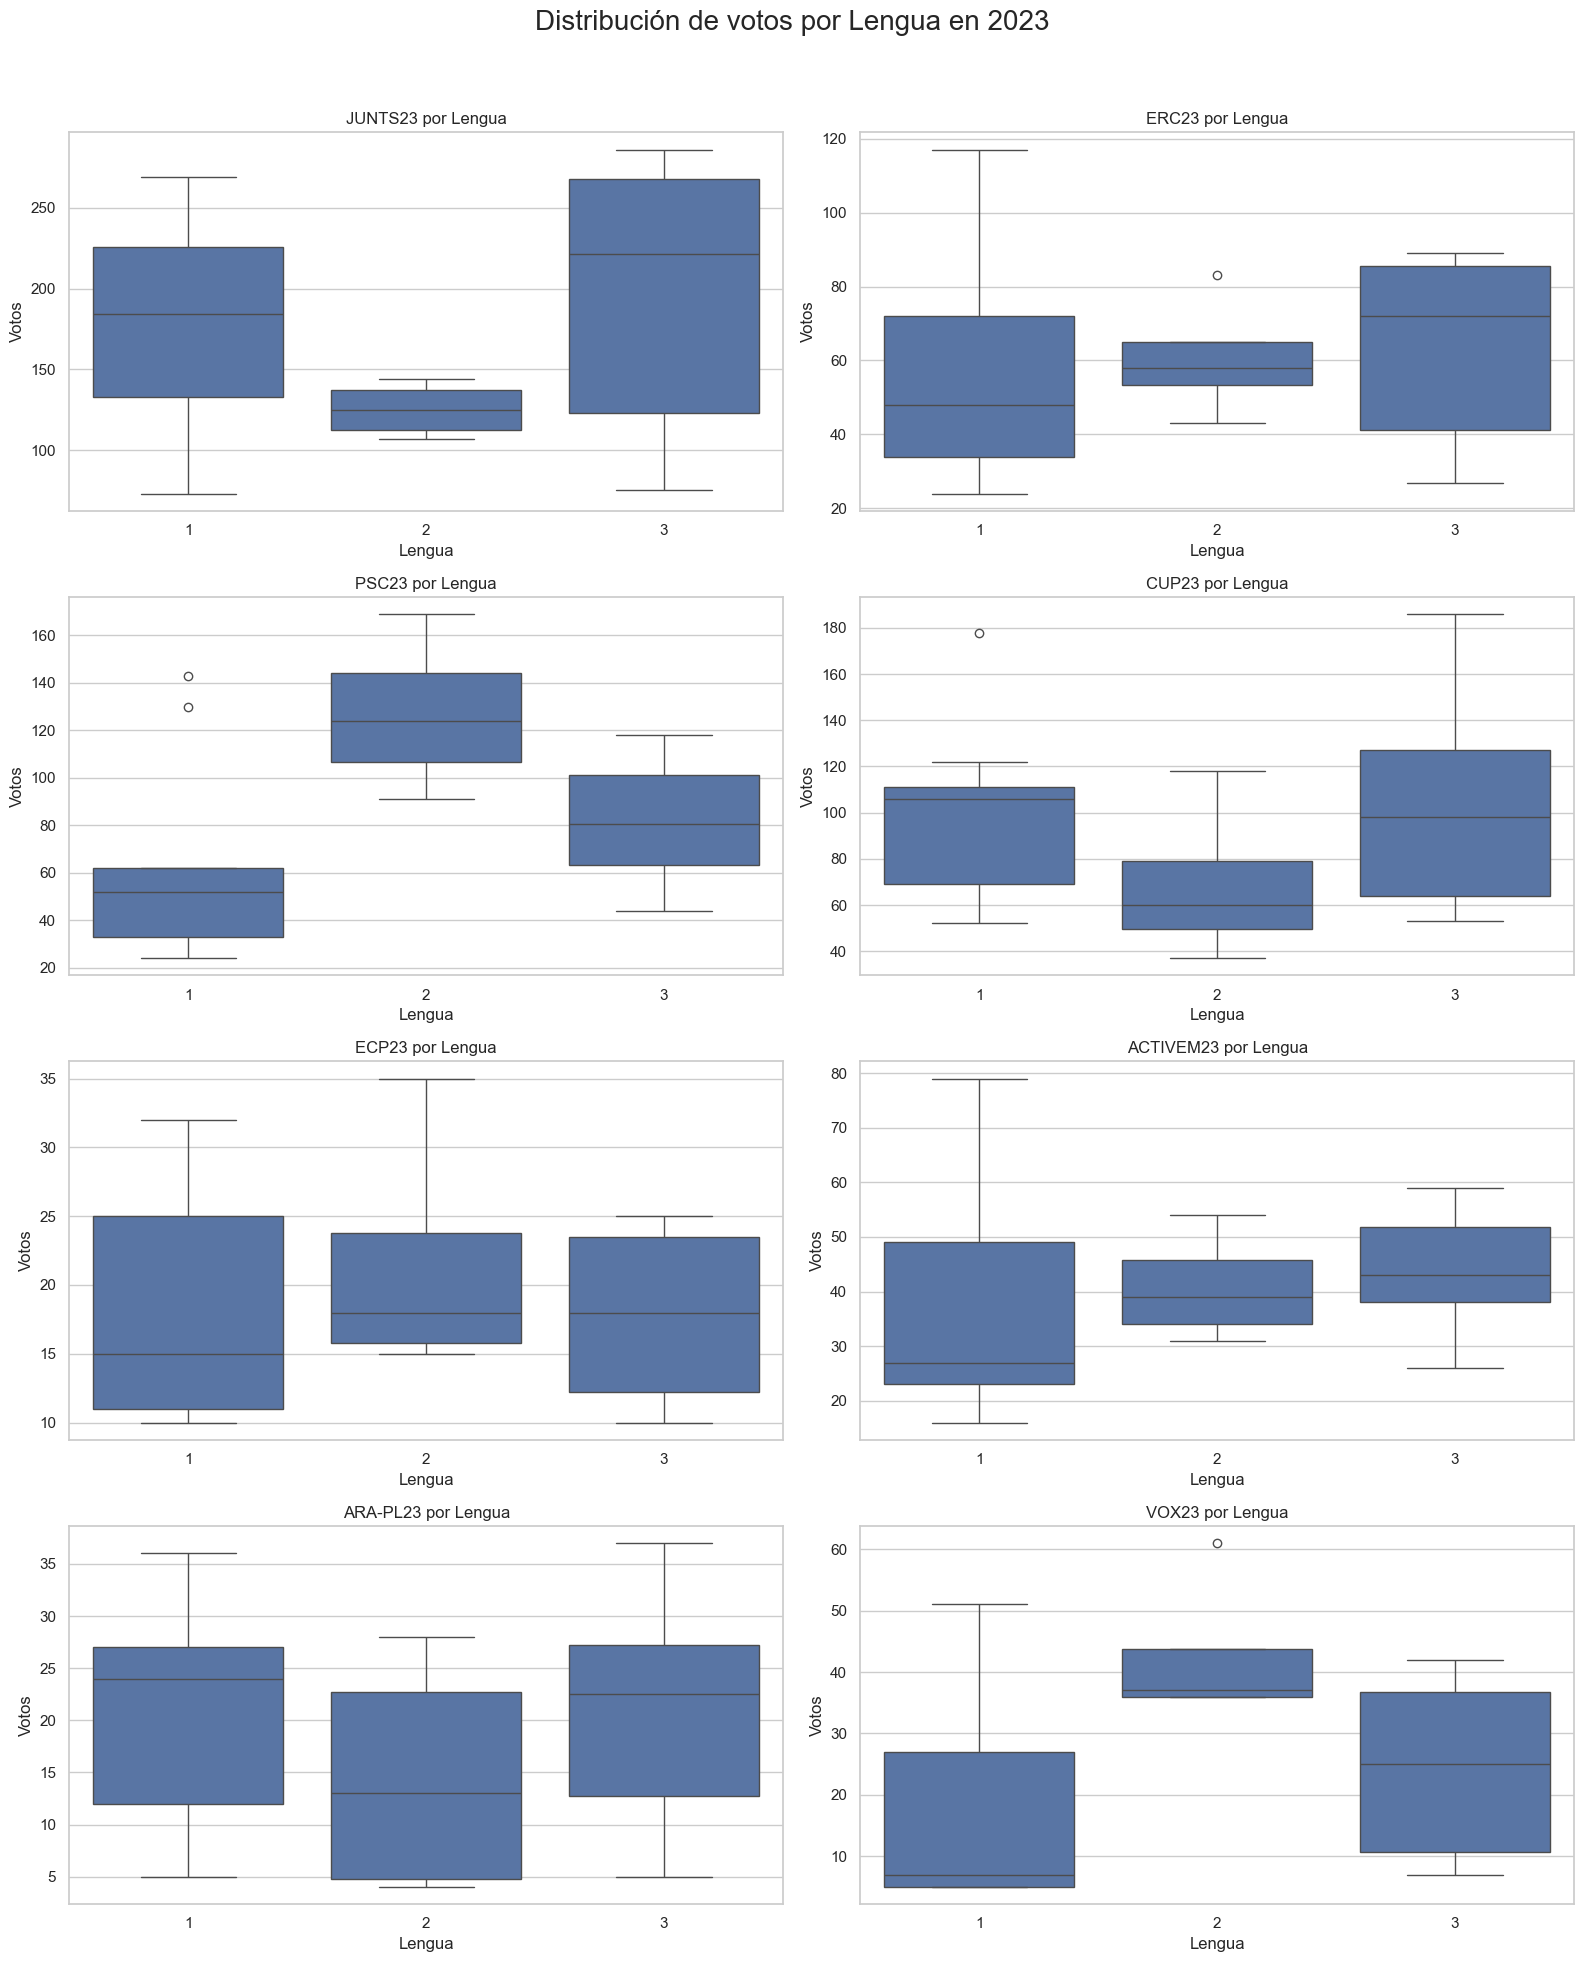 Distribución de votos por Lengua en 2023
JUNTS23 por Lengua
250
200
150
100
Votos
1 2 3
Lengua
ERC23 por Lengua
120
100
80
60
40
20
Votos
1 2 3
Lengua
PSC23 por Lengua
160
140
120
100
80
60
40
20
Votos
1 2 3
Lengua
CUP23 por Lengua
180
160
140
120
100
80
60
40
Votos
1 2 3
Lengua
ECP23 por Lengua
35
30
25
20
15
10
Votos
1 2 3
Lengua
ACTIVEM23 por Lengua
80
70
60
50
40
30
20
Votos
1 2 3
Lengua
ARA-PL23 por Lengua
35
30
25
20
15
10
5
Votos
1 2 3
Lengua
VOX23 por Lengua
60
50
40
30
20
10
Votos
1 2 3
Lengua